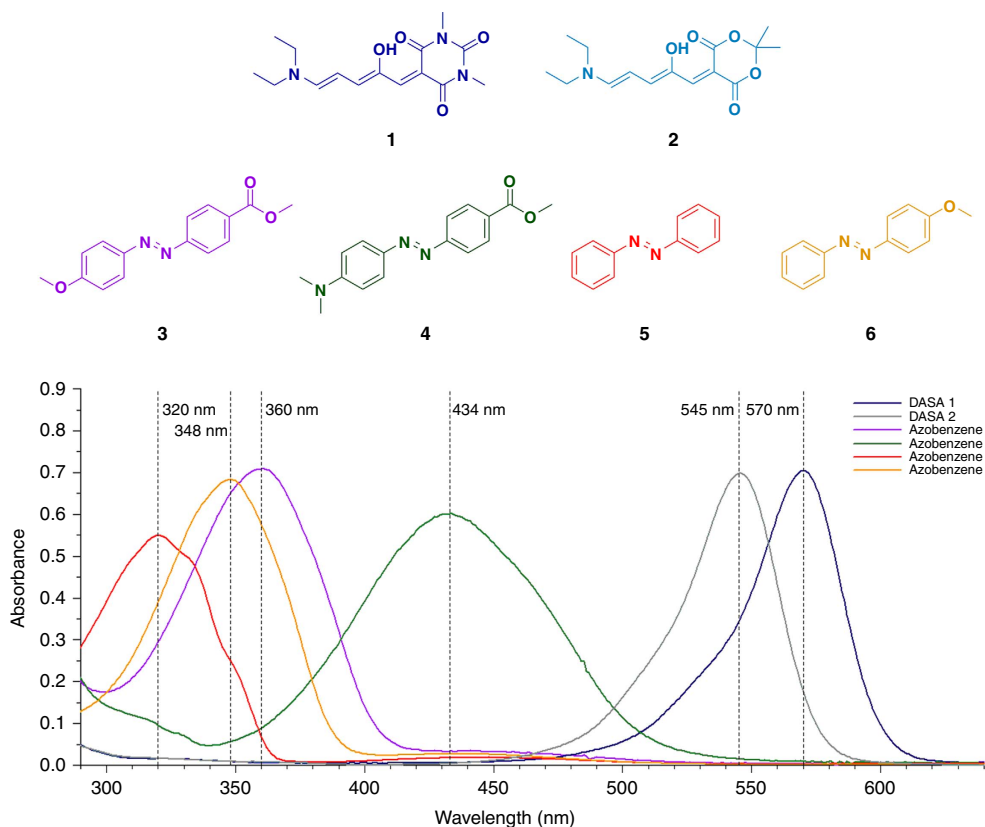 N
O
O
N
O
OH
N
O
O
O
O
OH
N
1
2
O
O
N
N
O
3
O
O
N
N
N
4
N
N
5
O
N
N
6
0.9
0.8
0.7
0.6
0.5
0.4
0.3
0.2
0.1
0.0
Absorbance
320 nm
348 nm
360 nm
434 nm
545 nm
570 nm
DASA 1
DASA 2
Azobenzene
Azobenzene
Azobenzene
Azobenzene
300
350
400
450
500
550
600
Wavelength (nm)